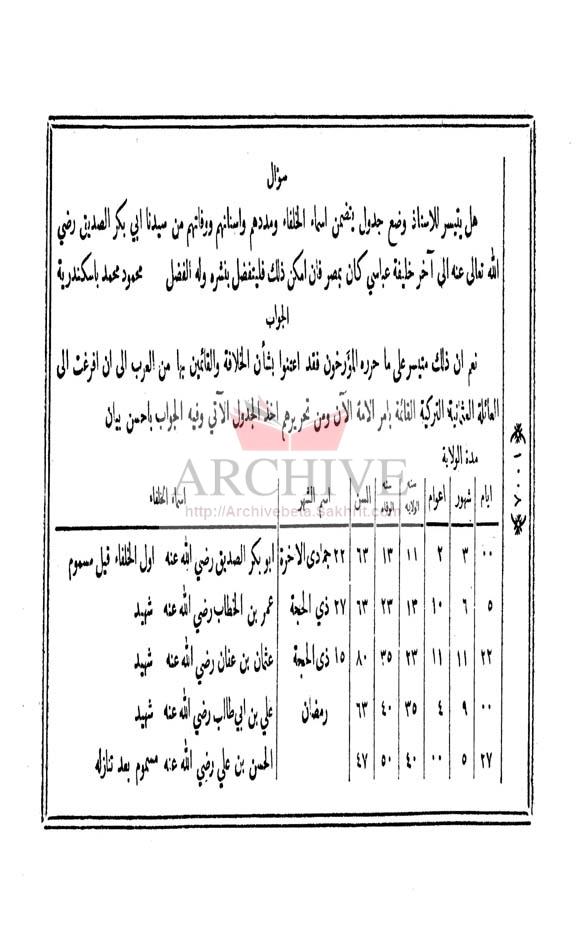 سؤال
هل يتيسر للاستاذ وضع جدول يتضمن اسماء الخلفاء ومددهم واسنانهم ووفاتهم من سيدنا ابي بكر الصديق رضي
الله تعالى عنه الى آخر خليفة عباسي كان بمصر فان امكن ذلك فليتفضل بنشره وله الفضل محمود محمد باسكندرية
الجواب
نعم ان ذلك متيسر على ما حرره المؤرخون فقد اعتنوا بشأن الخلافة والقائمين بها من العرب الى ان افرغت الى
العائلة العثمانية التركية القائمة بامر الامة الآن ومن تحريرهم اخذ الجدول الآتي وفيه الجواب باحسن بيان
مدة الولاية
ايام شهور اعوام سنه الولايه سنه الوفاه السن اسم الشهر اسماء الخلفاء
٠٠ ٣ ٢ ١١ ١٣ ٦٣ ٢٢ جمادى الاخرة ابو بكر الصديق رضي الله عنه اول الخلفاء قيل مسموم
٥ ٦ ١٠ ١٣ ٢٣ ٦٣ ٢٧ ذي الحجة عمر بن الخطاب رضي الله عنه شهيد
٢٢ ١١ ١١ ٢٣ ٣٥ ٨٠ ١٥ ذى الحجة عثمان بن عفان رضي الله عنه شهيد
٠٠ ٩ ٤ ٣٥ ٤٠ ٦٣ رمضان علي بن ابي طالب رضي الله عنه شهيد
٢٧ ٥ ٠٠ ٤٠ ٥٠ ٤٧ الحسن بن علي رضي الله عنه مسموم بعد تنازله
٧٠٠١
ARCHIVE
http://Archivebeta.Sakhrit.com